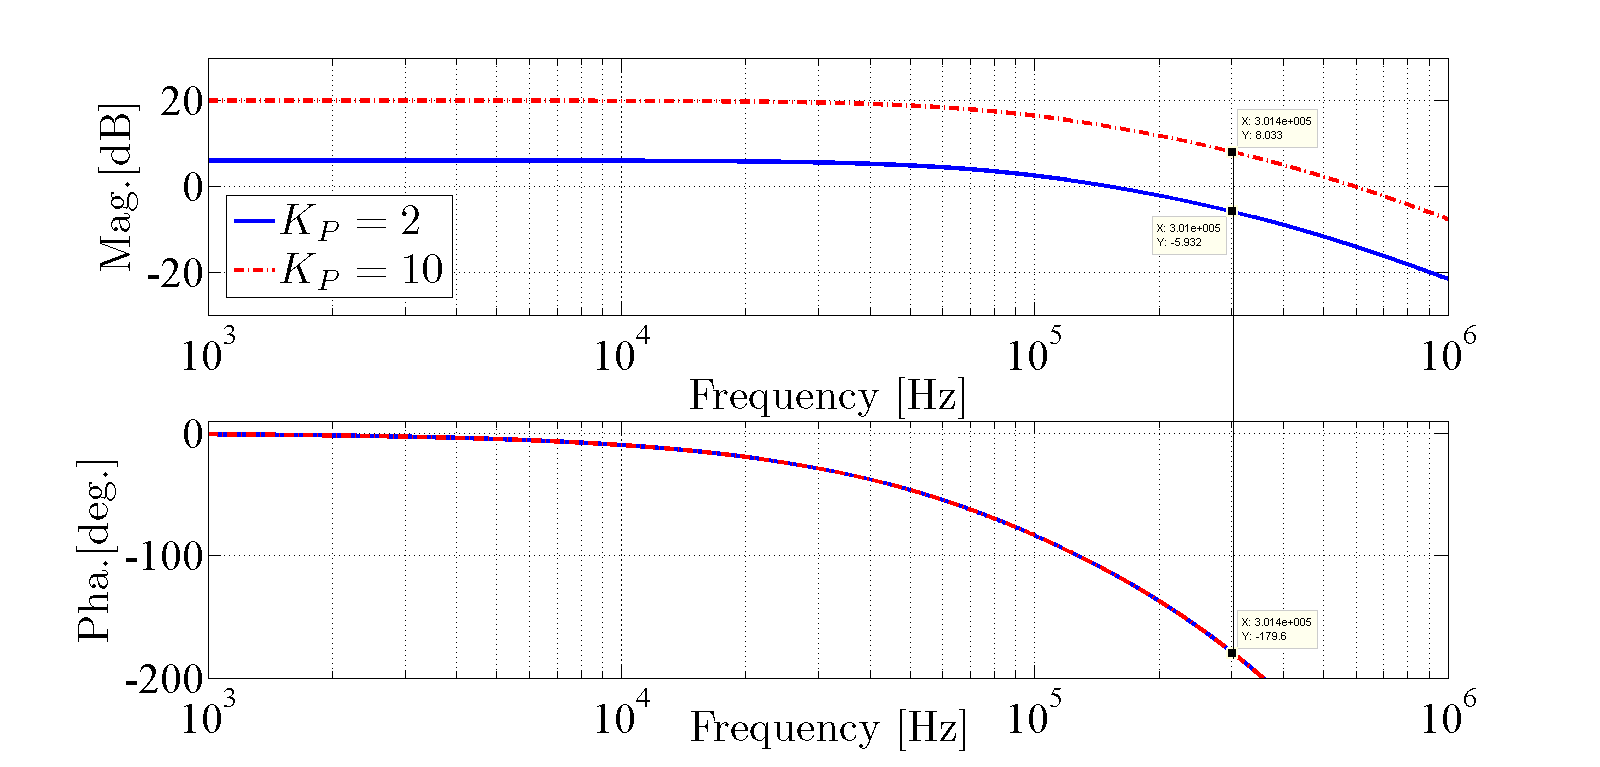 Mag.[dB]
20
0
-20
X: 3.014e+005
Y: 8.033
X: 3.01e+005
Y: -5.932
K_P = 2
K_P = 10
10^3 10^4 10^5 10^6
Frequency [Hz]
Pha.[deg.]
0
-100
-200
X: 3.014e+005
Y: -179.6
10^3 10^4 10^5 10^6
Frequency [Hz]